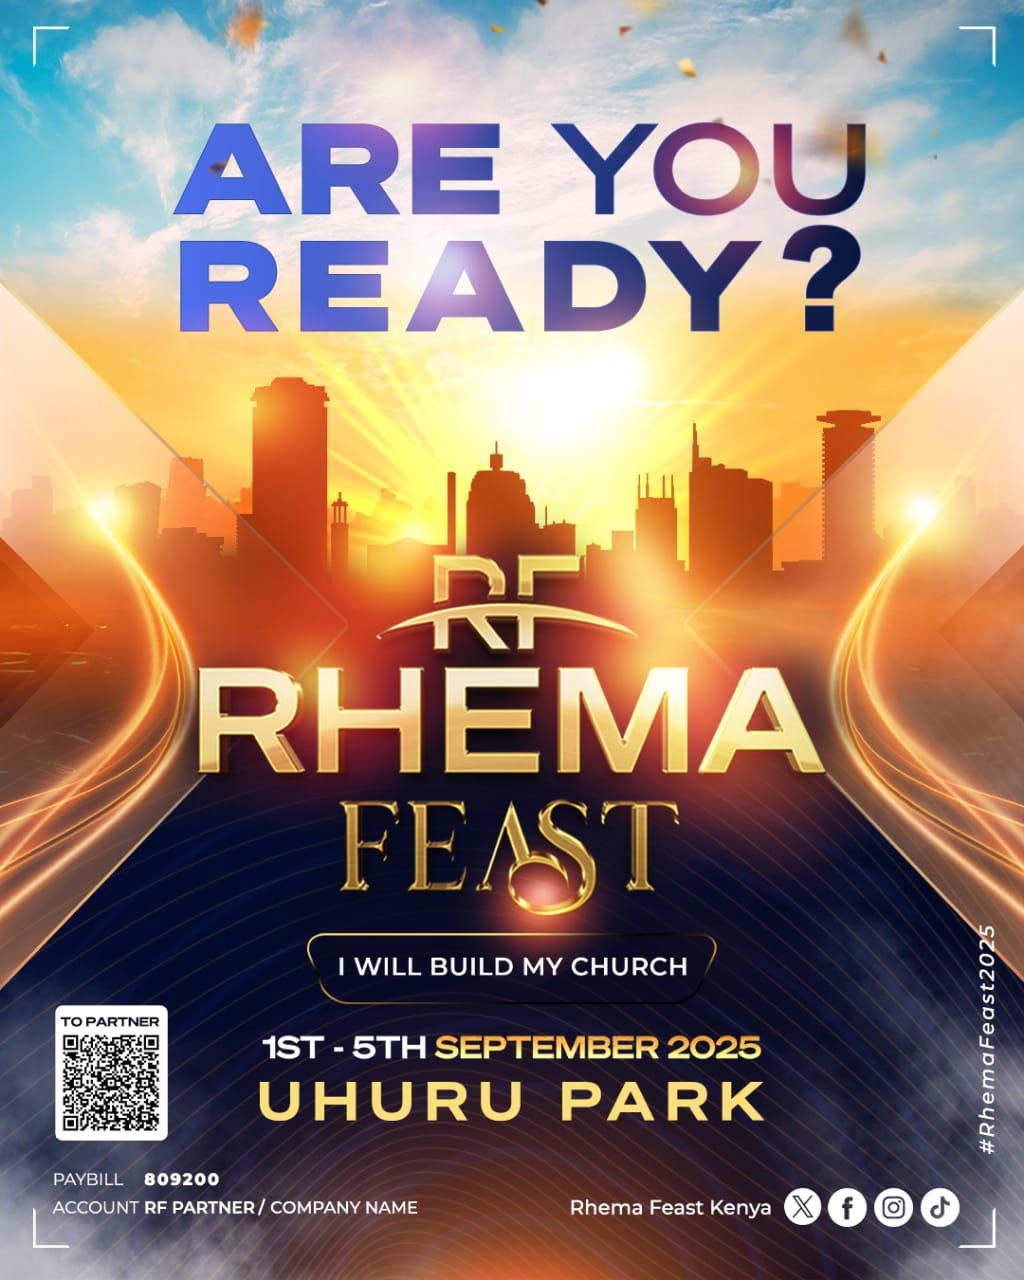 ARE YOU
READY?
RF
RHEMA
FEAST
I WILL BUILD MY CHURCH
TO PARTNER
1ST - 5TH SEPTEMBER 2025
UHURU PARK
#RhemaFeast2025
PAYBILL 809200
ACCOUNT RF PARTNER / COMPANY NAME
Rhema Feast Kenya